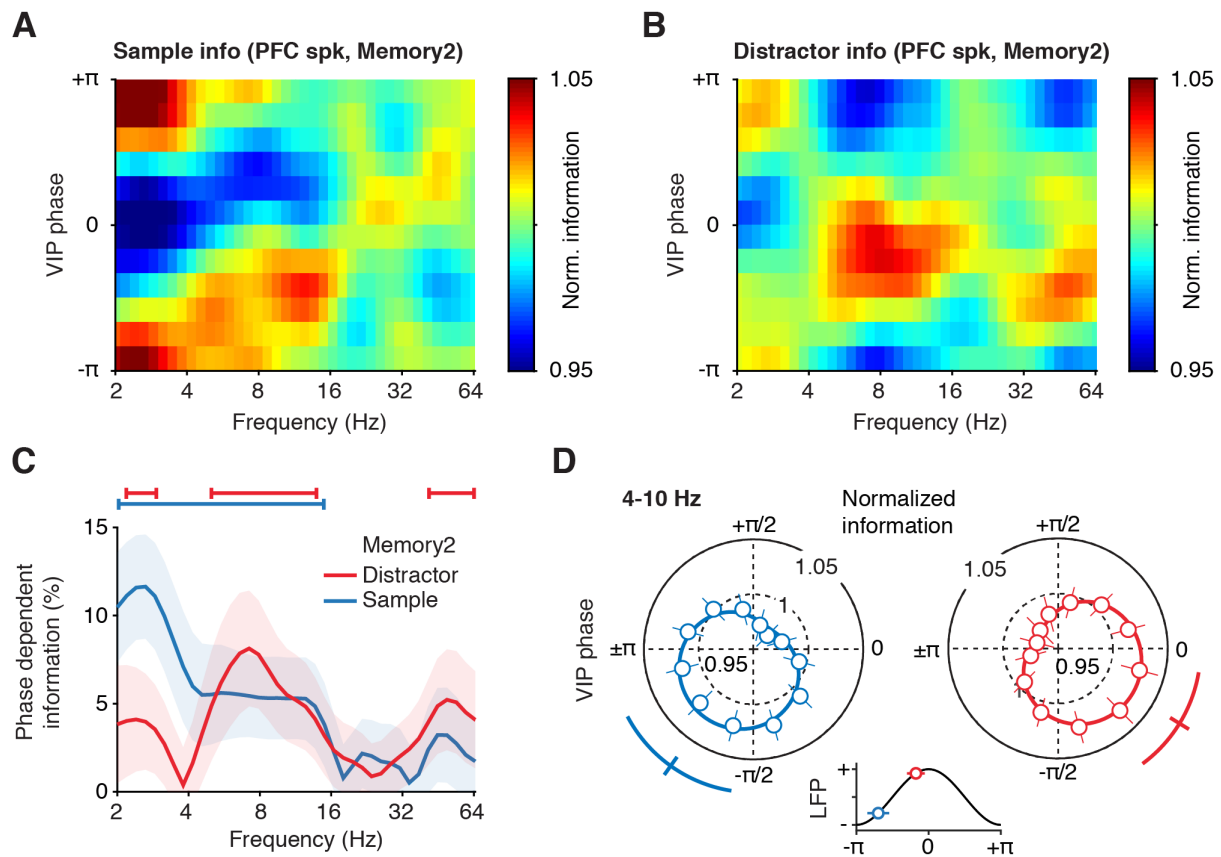 A
Sample info (PFC spk, Memory2)
+π
0
-π
VIP phase
2 4 8 16 32 64
Frequency (Hz)
1.05
0.95
Norm. information
B
Distractor info (PFC spk, Memory2)
+π
0
-π
VIP phase
2 4 8 16 32 64
Frequency (Hz)
1.05
0.95
Norm. information
C
15
10
5
0
Phase dependent
information (%)
Memory2
Distractor
Sample
2 4 8 16 32 64
Frequency (Hz)
D
4-10 Hz
Normalized
information
VIP phase
+π/2
1.05
1
±π
0.95
0
-π/2
+π/2
1.05
±π
0.95
0
-π/2
LFP
+
-
-π 0 +π